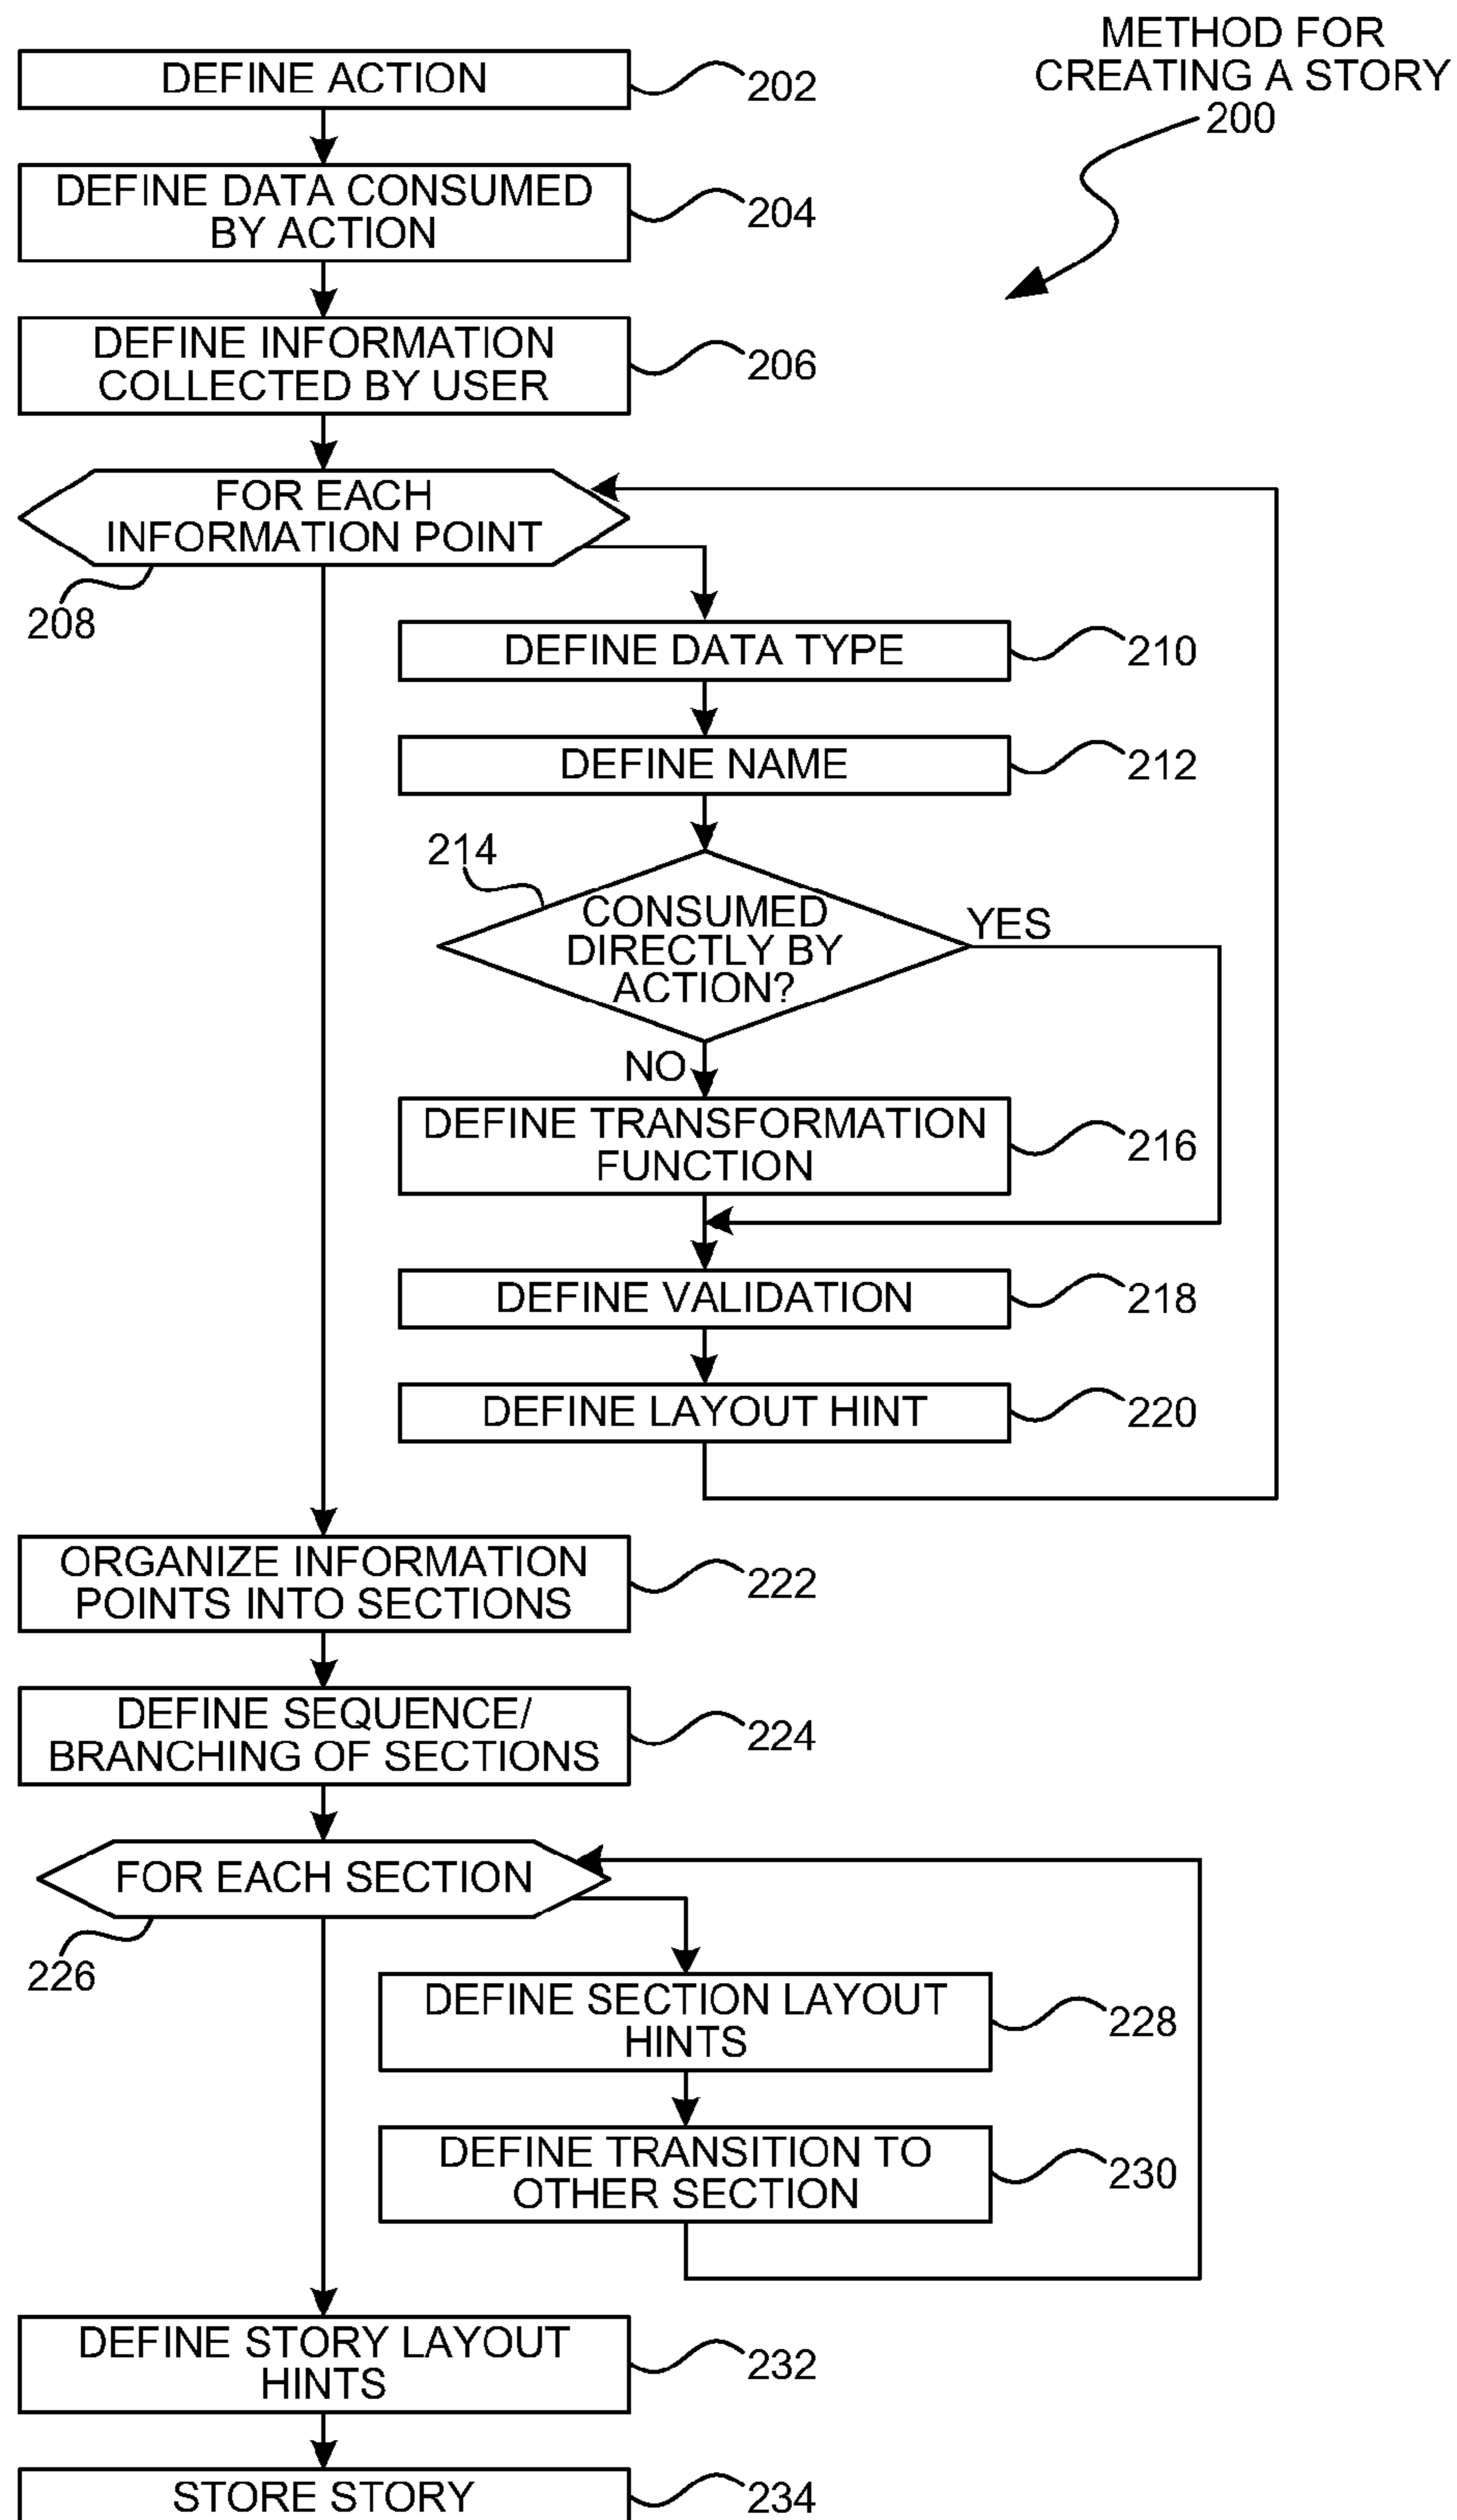 METHOD FOR
CREATING A STORY
200
DEFINE ACTION
202
DEFINE DATA CONSUMED
BY ACTION
204
DEFINE INFORMATION
COLLECTED BY USER
206
FOR EACH
INFORMATION POINT
208
DEFINE DATA TYPE
210
DEFINE NAME
212
214
CONSUMED
DIRECTLY BY
ACTION?
YES
NO
DEFINE TRANSFORMATION
FUNCTION
216
DEFINE VALIDATION
218
DEFINE LAYOUT HINT
220
ORGANIZE INFORMATION
POINTS INTO SECTIONS
222
DEFINE SEQUENCE/
BRANCHING OF SECTIONS
224
FOR EACH SECTION
226
DEFINE SECTION LAYOUT
HINTS
228
DEFINE TRANSITION TO
OTHER SECTION
230
DEFINE STORY LAYOUT
HINTS
232
STORE STORY
234